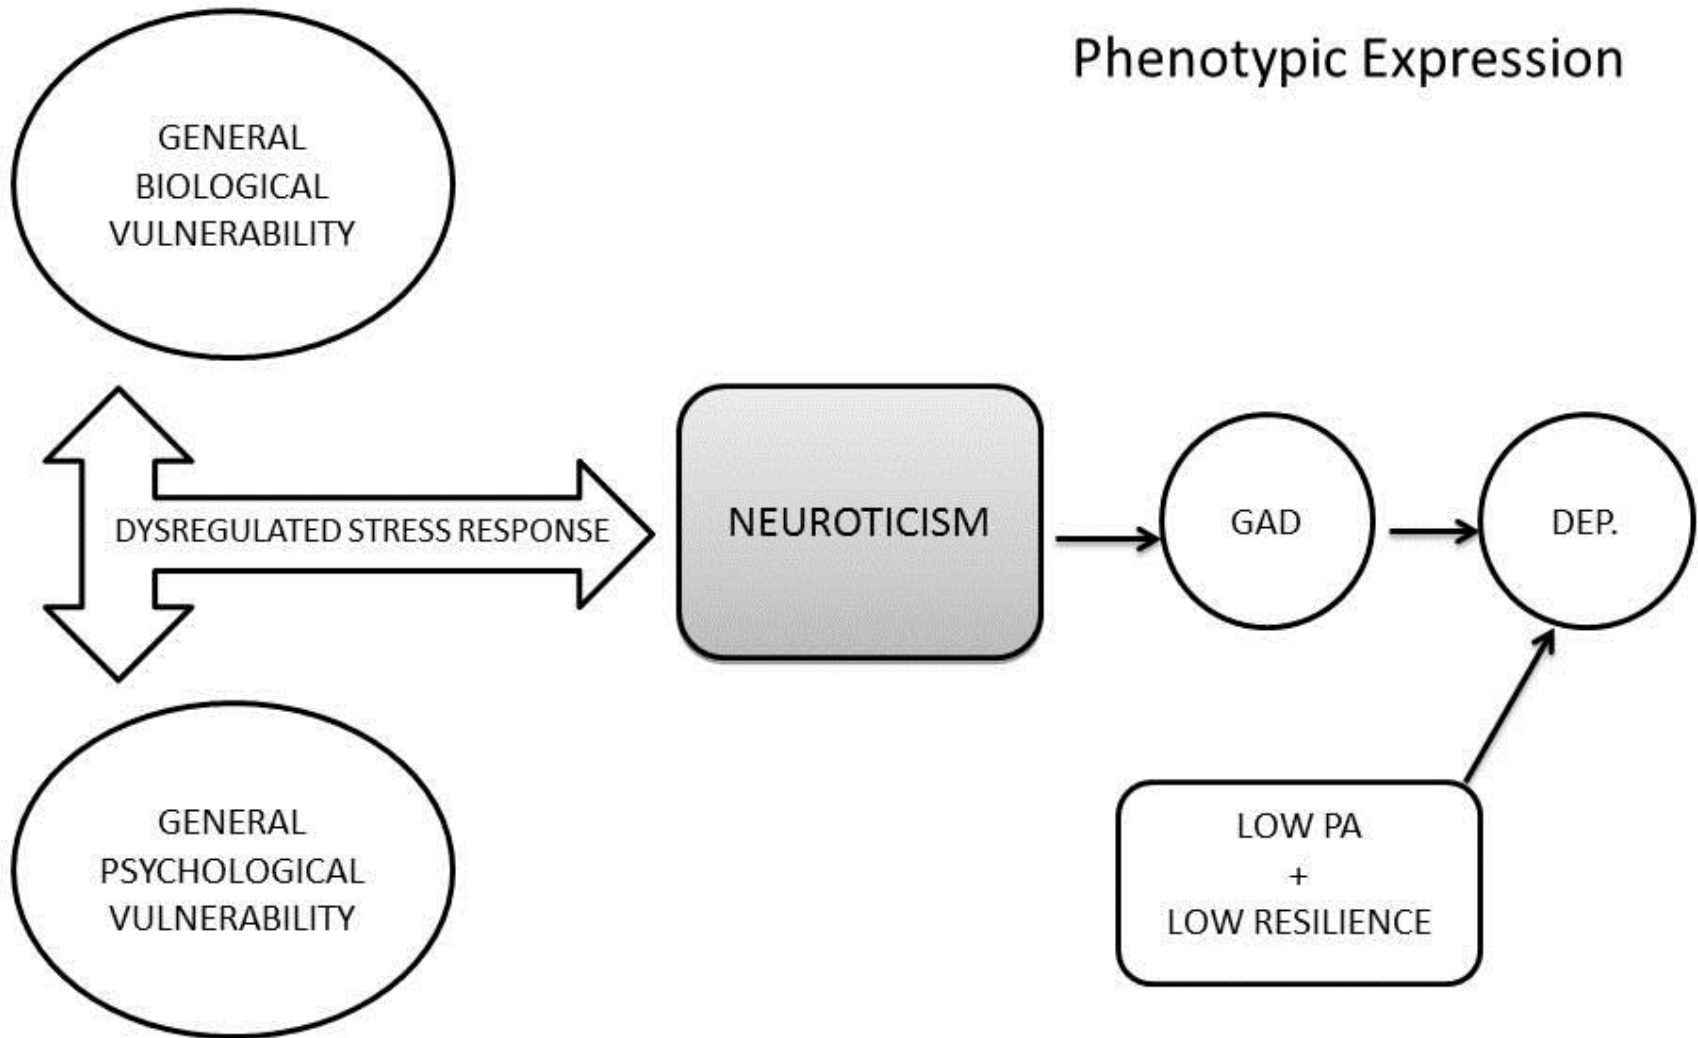 Phenotypic Expression
GENERAL
BIOLOGICAL
VULNERABILITY
DYSREGULATED STRESS RESPONSE
NEUROTICISM
GAD
DEP.
GENERAL
PSYCHOLOGICAL
VULNERABILITY
LOW PA
+
LOW RESILIENCE